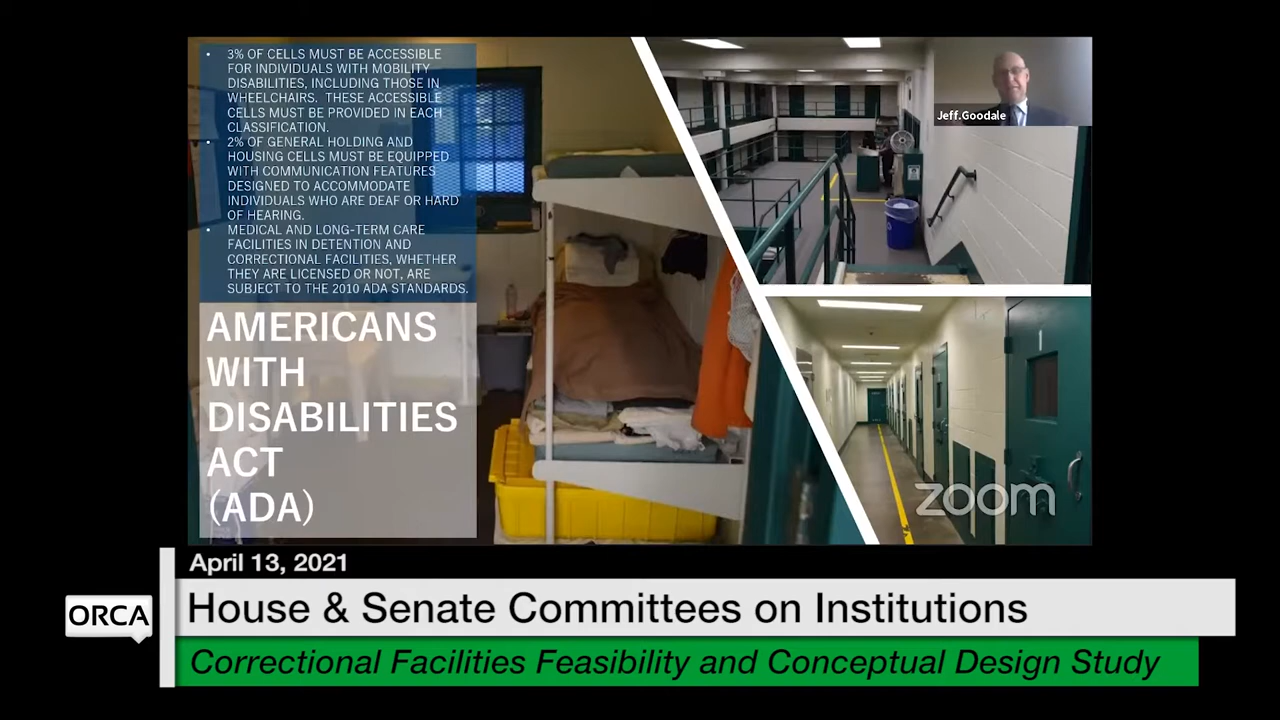 • 3% OF CELLS MUST BE ACCESSIBLE
FOR INDIVIDUALS WITH MOBILITY
DISABILITIES, INCLUDING THOSE IN
WHEELCHAIRS. THESE ACCESSIBLE
CELLS MUST BE PROVIDED IN EACH
CLASSIFICATION.
• 2% OF GENERAL HOLDING AND
HOUSING CELLS MUST BE EQUIPPED
WITH COMMUNICATION FEATURES
DESIGNED TO ACCOMMODATE
INDIVIDUALS WHO ARE DEAF OR HARD
OF HEARING.
• MEDICAL AND LONG-TERM CARE
FACILITIES IN DETENTION AND
CORRECTIONAL FACILITIES, WHETHER
THEY ARE LICENSED OR NOT, ARE
SUBJECT TO THE 2010 ADA STANDARDS.
AMERICANS
WITH
DISABILITIES
ACT
(ADA)
Jeff.Goodale
zoom
April 13, 2021
ORCA
House & Senate Committees on Institutions
Correctional Facilities Feasibility and Conceptual Design Study